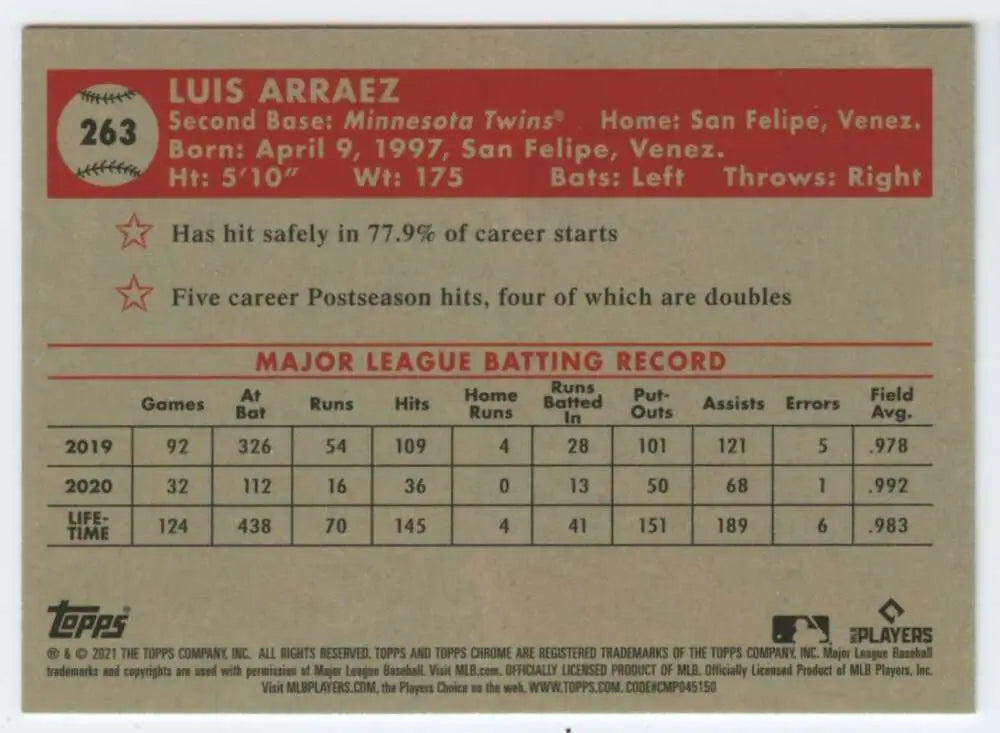 263
LUIS ARRAEZ
Second Base: Minnesota Twins® Home: San Felipe, Venez.
Born: April 9, 1997, San Felipe, Venez.
Ht: 5'10" Wt: 175 Bats: Left Throws: Right
Has hit safely in 77.9% of career starts
Five career Postseason hits, four of which are doubles
MAJOR LEAGUE BATTING RECORD
Games At Bat Runs Hits Home Runs Runs Batted In Put-Outs Assists Errors Field Avg.
2019 92 326 54 109 4 28 101 121 5 .978
2020 32 112 16 36 0 13 50 68 1 .992
LIFE-TIME 124 438 70 145 4 41 151 189 6 .983
Topps®
PLAYERS
® & © 2021 THE TOPPS COMPANY, INC. ALL RIGHTS RESERVED. TOPPS AND TOPPS CHROME ARE REGISTERED TRADEMARKS OF THE TOPPS COMPANY, INC. Major League Baseball
trademarks and copyrights are used with permission of Major League Baseball. Visit MLB.com. OFFICIALLY LICENSED PRODUCT OF MLB. Officially Licensed Product of MLB Players, Inc.
Visit MLBPLAYERS.COM, the Players Choice on the web. WWW.TOPPS.COM. CODE#CMP045150